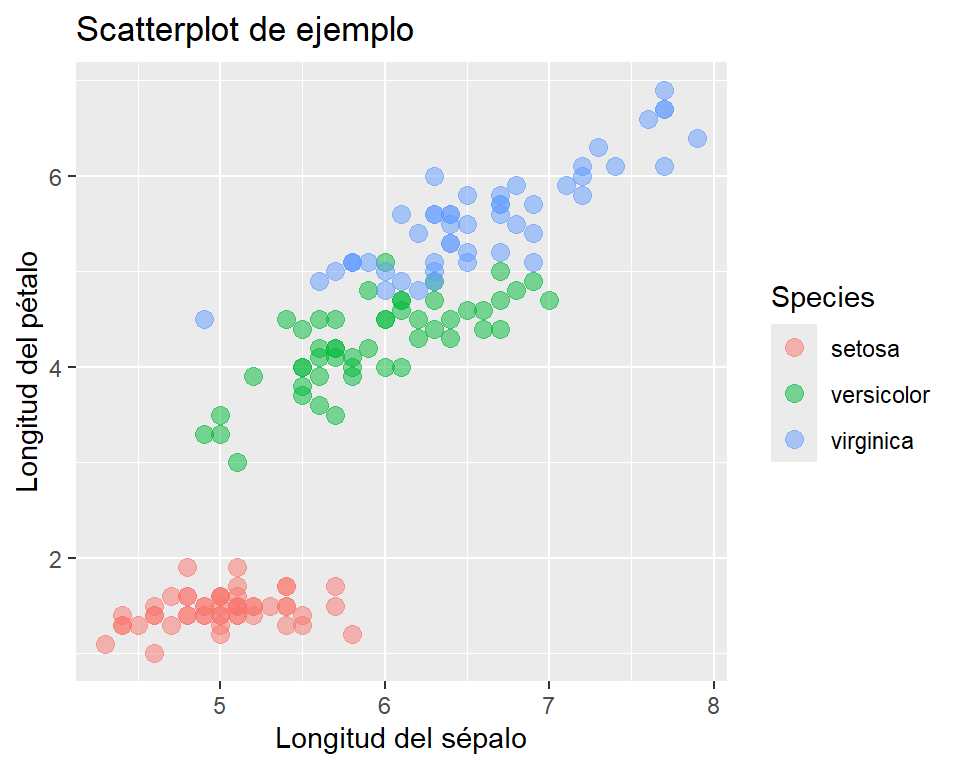 Scatterplot de ejemplo
Longitud del pétalo
6
4
2
5
6
7
8
Longitud del sépalo
Species
setosa
versicolor
virginica